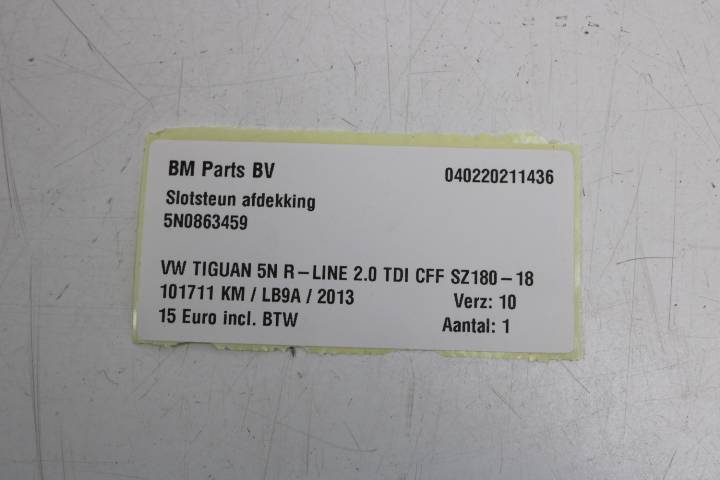 BM Parts BV 040220211436
Slotsteun afdekking
5N0863459
VW TIGUAN 5N R-LINE 2.0 TDI CFF SZ180-18
101711 KM / LB9A / 2013 Verz: 10
15 Euro incl. BTW Aantal: 1